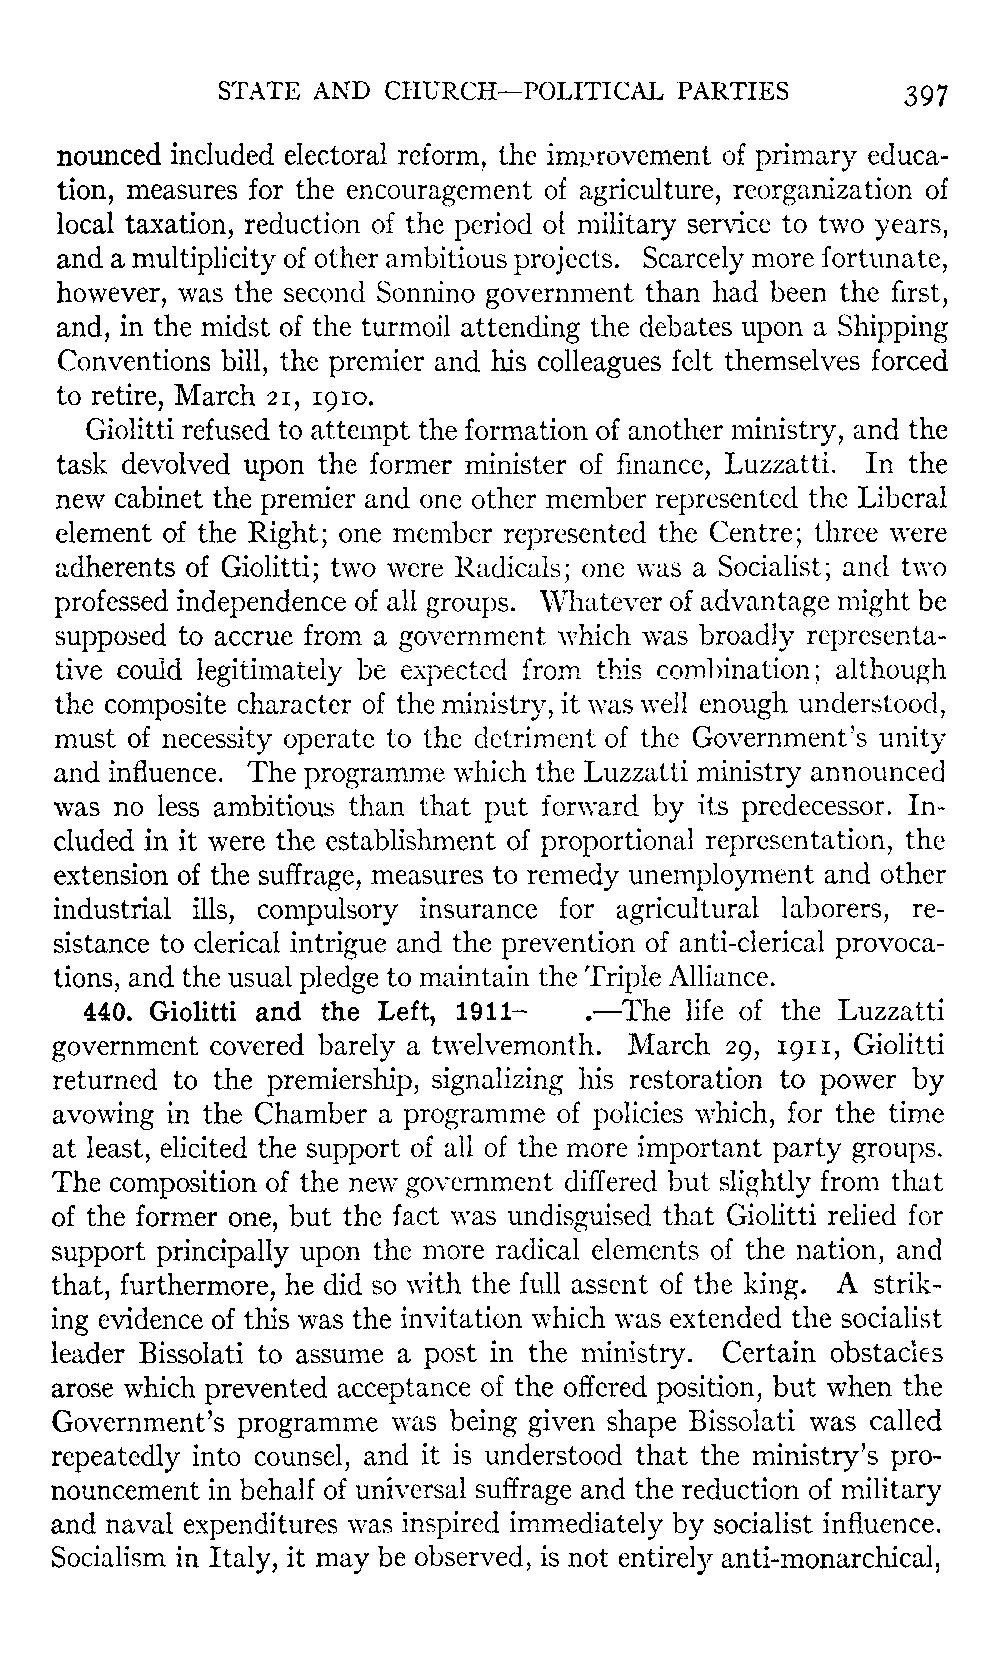 STATE AND CHURCH—POLITICAL PARTIES 397
nounced included electoral reform, the improvement of primary educa-
tion, measures for the encouragement of agriculture, reorganization of
local taxation, reduction of the period of military service to two years,
and a multiplicity of other ambitious projects. Scarcely more fortunate,
however, was the second Sonnino government than had been the first,
and, in the midst of the turmoil attending the debates upon a Shipping
Conventions bill, the premier and his colleagues felt themselves forced
to retire, March 21, 1910.
Giolitti refused to attempt the formation of another ministry, and the
task devolved upon the former minister of finance, Luzzatti. In the
new cabinet the premier and one other member represented the Liberal
element of the Right; one member represented the Centre; three were
adherents of Giolitti; two were Radicals; one was a Socialist; and two
professed independence of all groups. Whatever of advantage might be
supposed to accrue from a government which was broadly representa-
tive could legitimately be expected from this combination; although
the composite character of the ministry, it was well enough understood,
must of necessity operate to the detriment of the Government's unity
and influence. The programme which the Luzzatti ministry announced
was no less ambitious than that put forward by its predecessor. In-
cluded in it were the establishment of proportional representation, the
extension of the suffrage, measures to remedy unemployment and other
industrial ills, compulsory insurance for agricultural laborers, re-
sistance to clerical intrigue and the prevention of anti-clerical provoca-
tions, and the usual pledge to maintain the Triple Alliance.
440. Giolitti and the Left, 1911– .—The life of the Luzzatti
government covered barely a twelvemonth. March 29, 1911, Giolitti
returned to the premiership, signalizing his restoration to power by
avowing in the Chamber a programme of policies which, for the time
at least, elicited the support of all of the more important party groups.
The composition of the new government differed but slightly from that
of the former one, but the fact was undisguised that Giolitti relied for
support principally upon the more radical elements of the nation, and
that, furthermore, he did so with the full assent of the king. A strik-
ing evidence of this was the invitation which was extended the socialist
leader Bissolati to assume a post in the ministry. Certain obstacles
arose which prevented acceptance of the offered position, but when the
Government's programme was being given shape Bissolati was called
repeatedly into counsel, and it is understood that the ministry's pro-
nouncement in behalf of universal suffrage and the reduction of military
and naval expenditures was inspired immediately by socialist influence.
Socialism in Italy, it may be observed, is not entirely anti-monarchical,